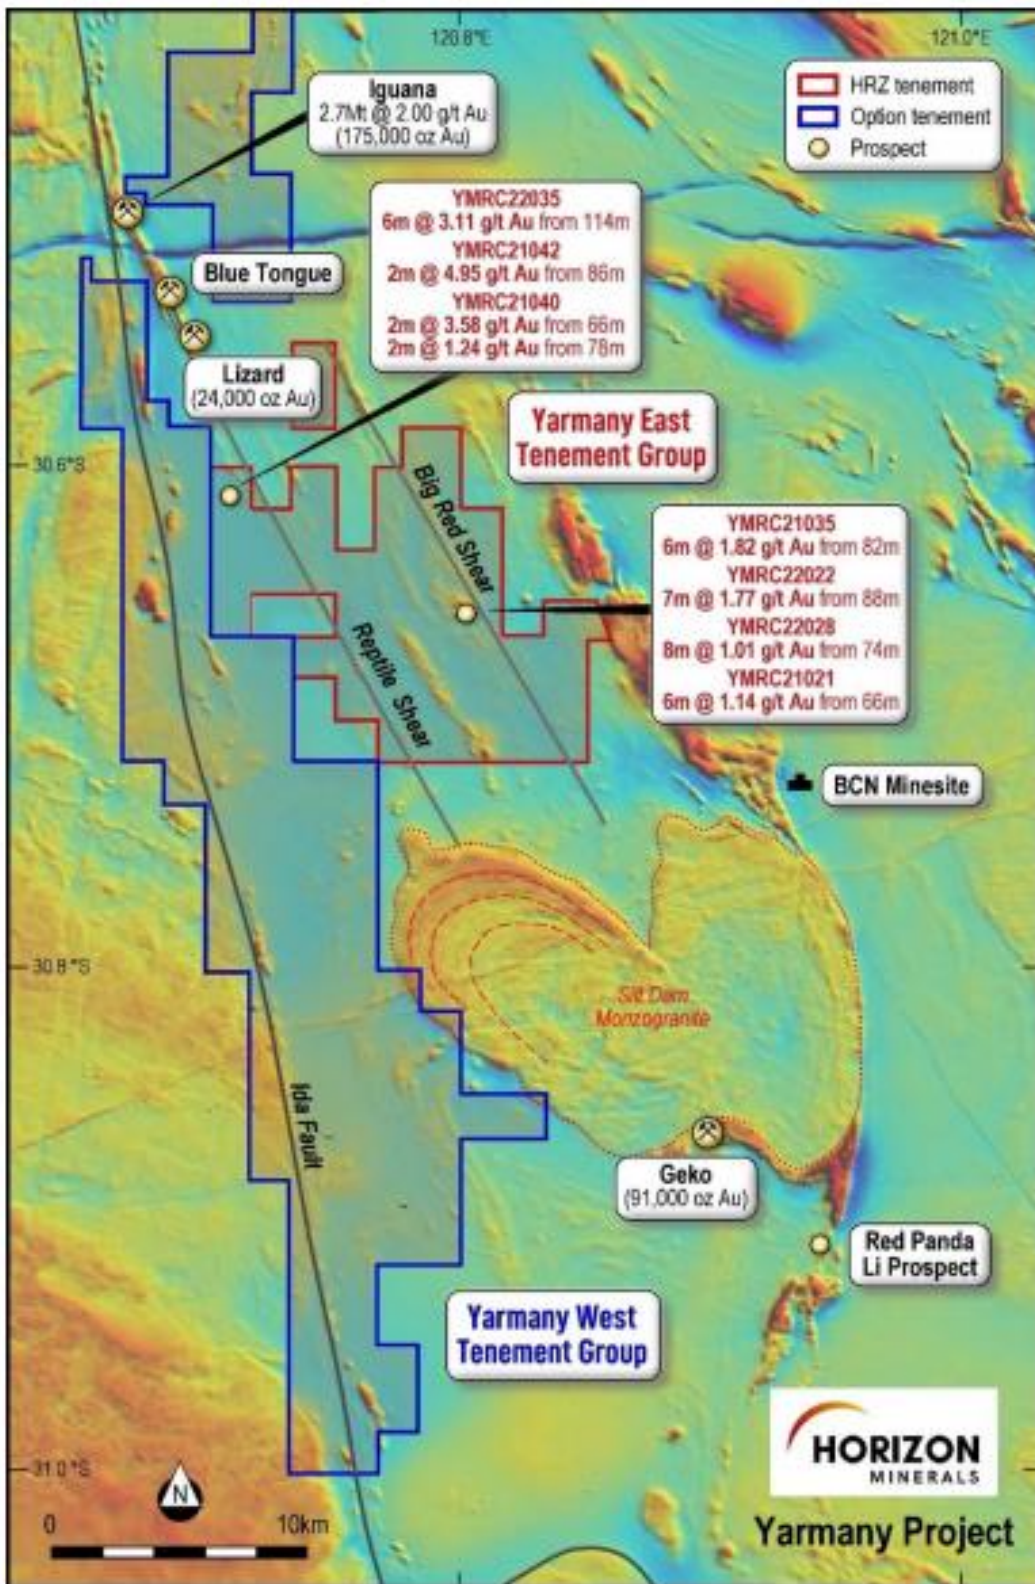 120.8°E
121.0°E
Iguana
2.7Mt @ 2.00 g/t Au
(175,000 oz Au)
HRZ tenement
Option tenement
Prospect
YMRC22035
6m @ 3.11 g/t Au from 114m
YMRC21042
2m @ 4.95 g/t Au from 86m
YMRC21040
2m @ 3.58 g/t Au from 66m
2m @ 1.24 g/t Au from 78m
Blue Tongue
Lizard
(24,000 oz Au)
Yarmany East
Tenement Group
30.6°S
Big Red Shear
YMRC21035
6m @ 1.82 g/t Au from 82m
YMRC22022
7m @ 1.77 g/t Au from 88m
YMRC22028
8m @ 1.01 g/t Au from 74m
YMRC21021
6m @ 1.14 g/t Au from 66m
Reptile Shear
BCN Minesite
30.8°S
Silt Dam
Monzogranite
Ida Fault
Geko
(91,000 oz Au)
Red Panda
Li Prospect
Yarmany West
Tenement Group
31.0°S
N
0 10km
HORIZON
MINERALS
Yarmany Project